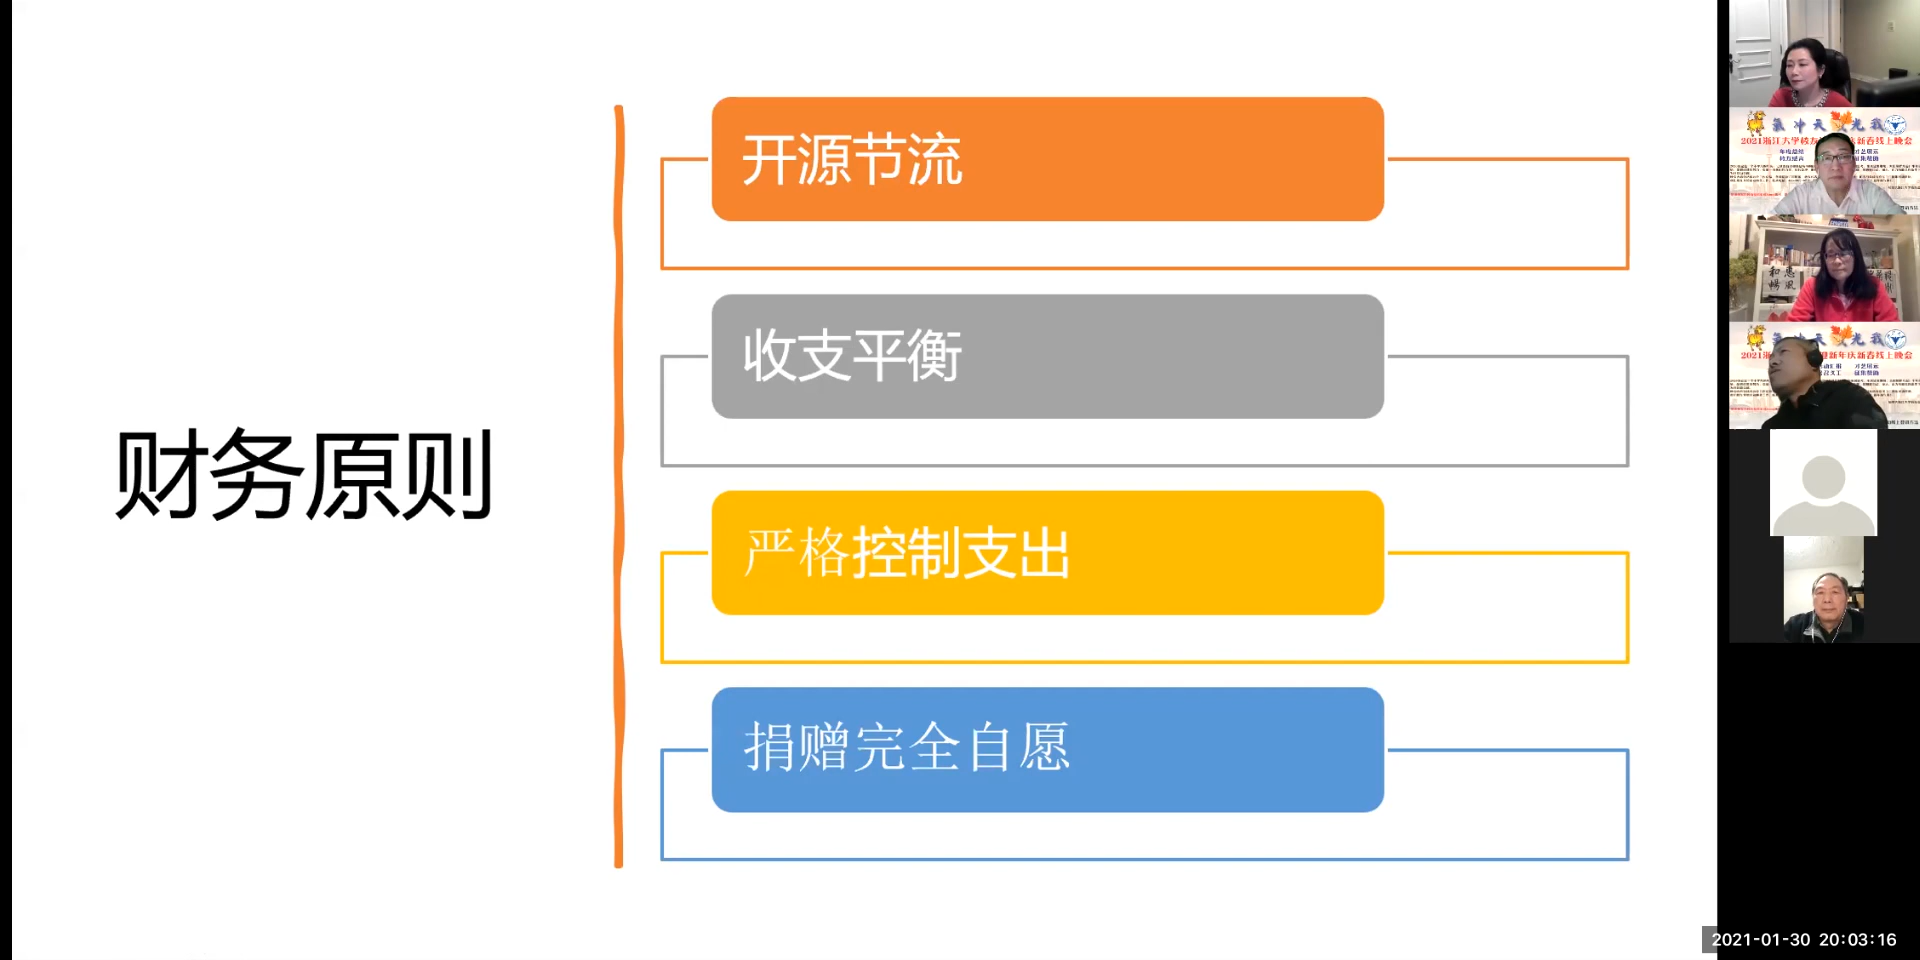 财务原则
开源节流
收支平衡
严格控制支出
捐赠完全自愿
2021-01-30 20:03:16